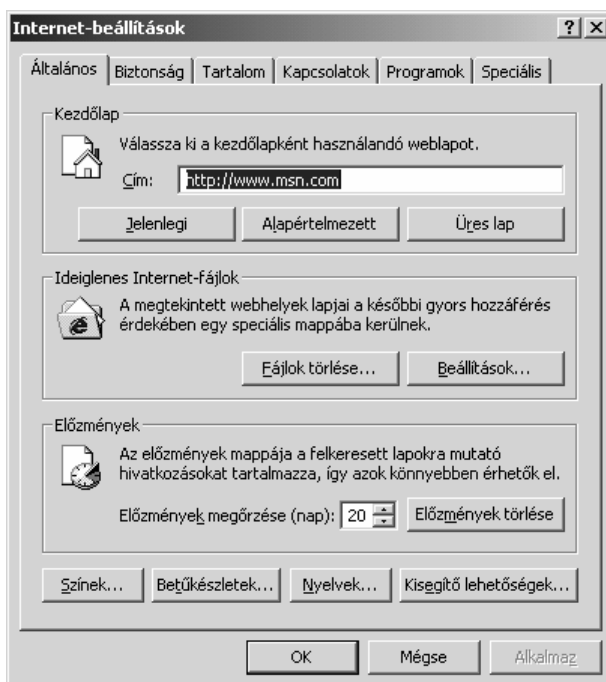 Internet-beállítások
Általános Biztonság Tartalom Kapcsolatok Programok Speciális
Kezdőlap
Válassza ki a kezdőlapként használandó weblapot.
Cím: http://www.msn.com
Jelenlegi Alapértelmezett Üres lap
Ideiglenes Internet-fájlok
A megtekintett webhelyek lapjai a későbbi gyors hozzáférés
érdekében egy speciális mappába kerülnek.
Fájlok törlése... Beállítások...
Előzmények
Az előzmények mappája a felkeresett lapokra mutató
hivatkozásokat tartalmazza, így azok könnyebben érhetők el.
Előzmények megőrzése (nap): 20 Előzmények törlése
Színek... Betűkészletek... Nyelvek... Kisegítő lehetőségek...
OK Mégse Alkalmaz